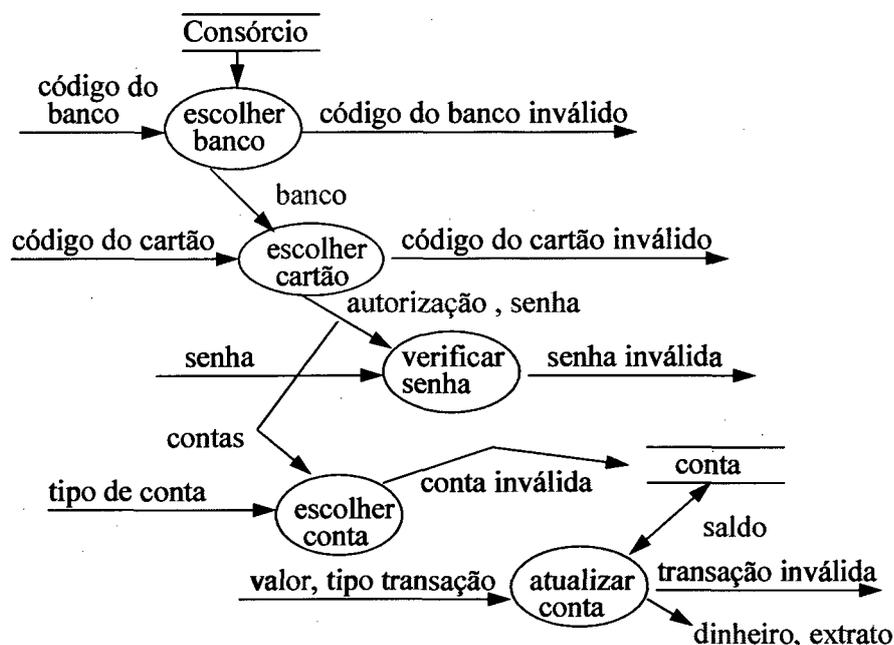 Consórcio
código do
banco
escolher
banco
código do banco inválido
banco
código do cartão
escolher
cartão
código do cartão inválido
autorização , senha
senha
verificar
senha
senha inválida
contas
tipo de conta
escolher
conta
conta inválida
conta
saldo
valor, tipo transação
atualizar
conta
transação inválida
dinheiro, extrato